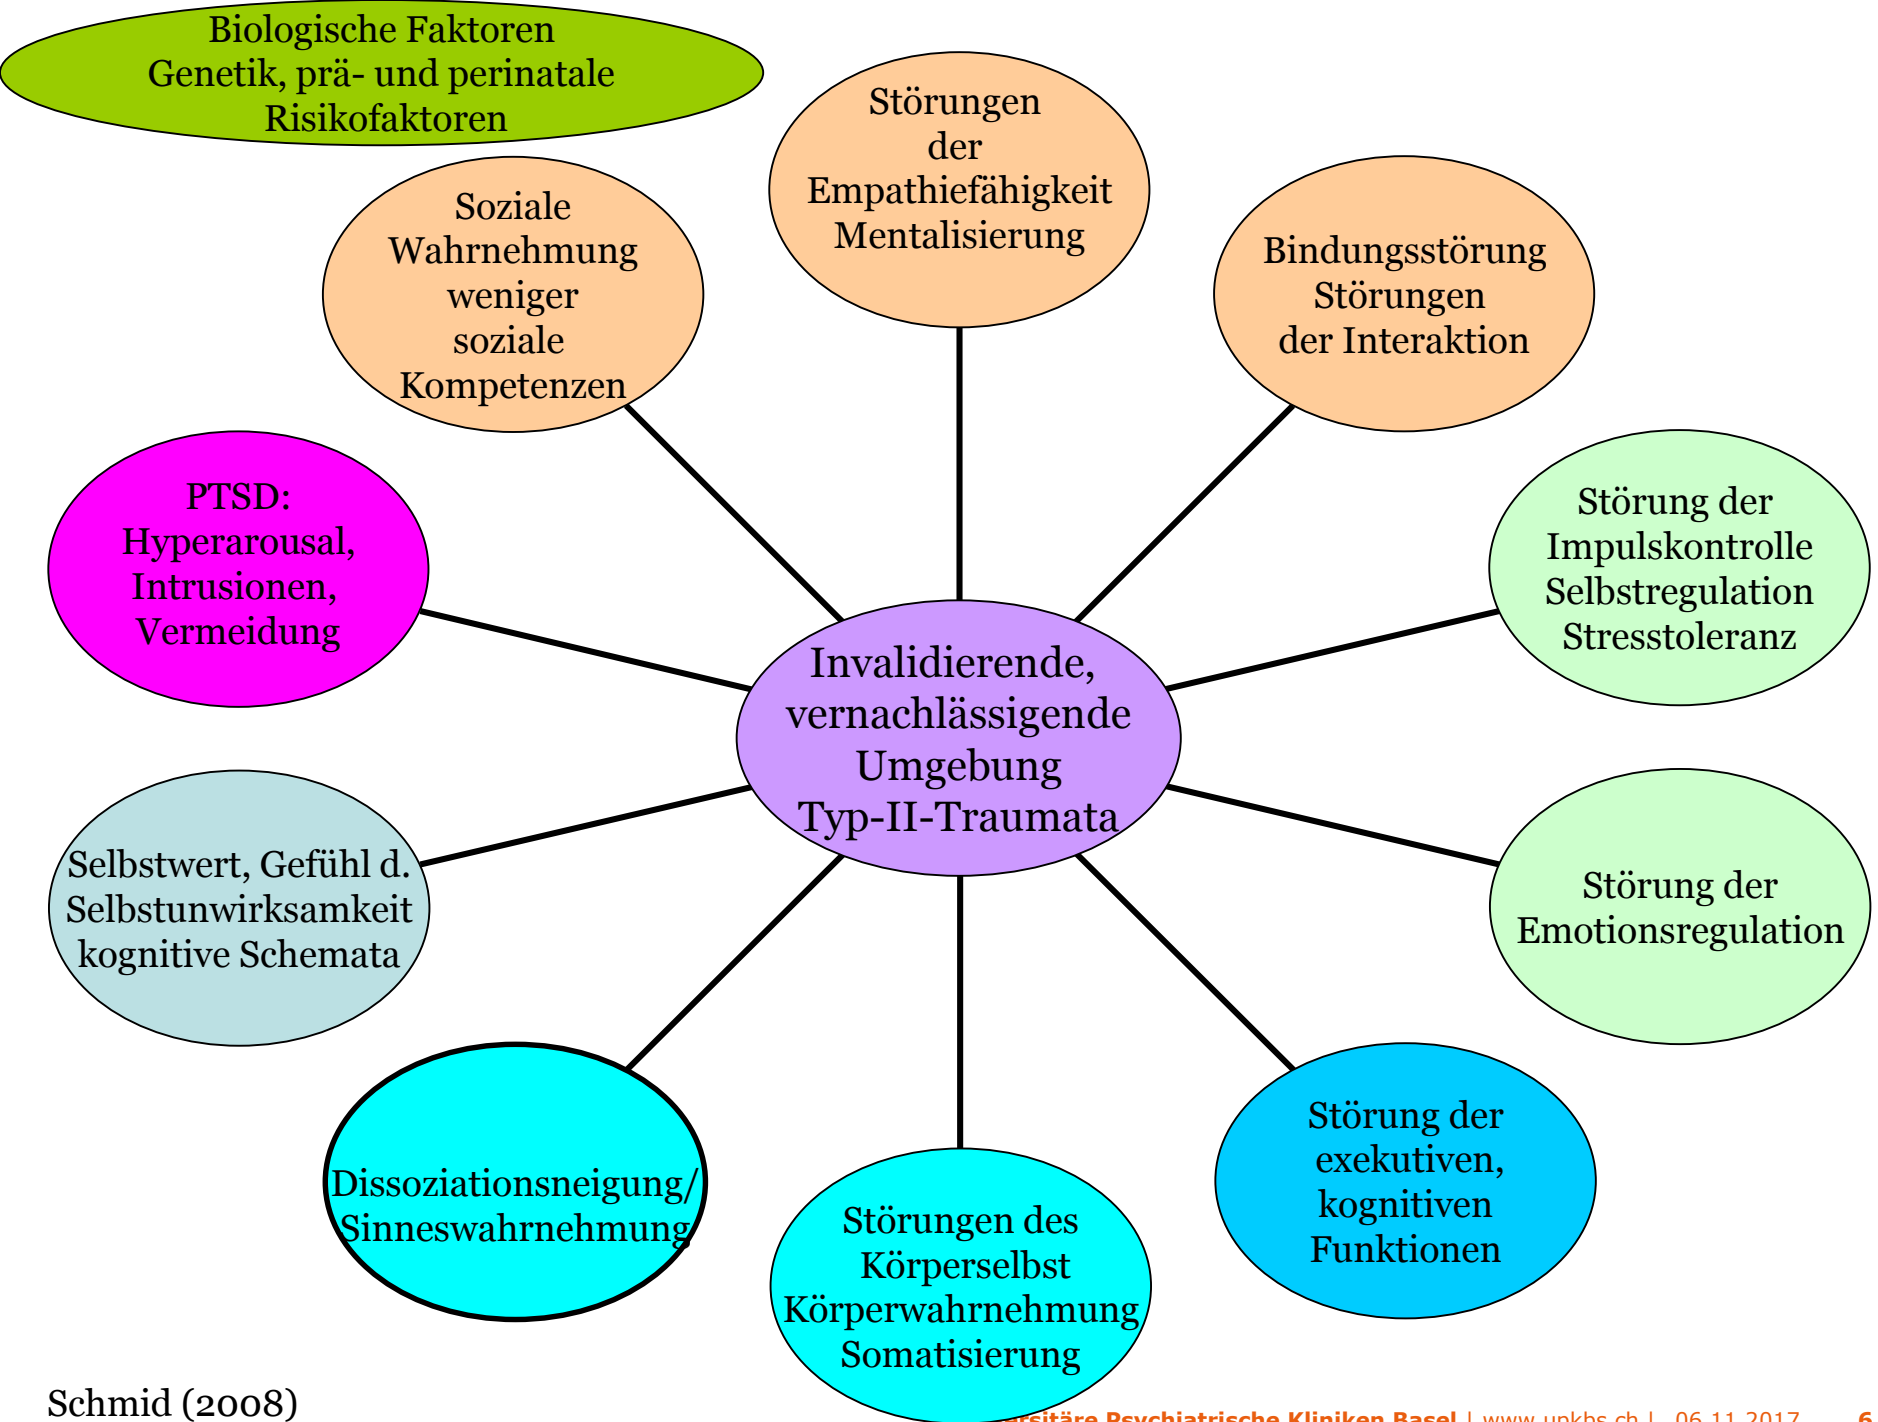 Biologische Faktoren
Genetik, prä- und perinatale
Risikofaktoren
Störungen
der
Empathiefähigkeit
Mentalisierung
Soziale
Wahrnehmung
weniger
soziale
Kompetenzen
Bindungsstörung
Störungen
der Interaktion
PTSD:
Hyperarousal,
Intrusionen,
Vermeidung
Störung der
Impulskontrolle
Selbstregulation
Stresstoleranz
Invalidierende,
vernachlässigende
Umgebung
Typ-II-Traumata
Selbstwert, Gefühl d.
Selbstunwirksamkeit
kognitive Schemata
Störung der
Emotionsregulation
Dissoziationsneigung/
Sinneswahrnehmung
Störungen des
Körperselbst
Körperwahrnehmung
Somatisierung
Störung der
exekutiven,
kognitiven
Funktionen
Schmid (2008)
Psychiatrische Kliniken Basel | www.upkbs.ch | 06.11.2017 6